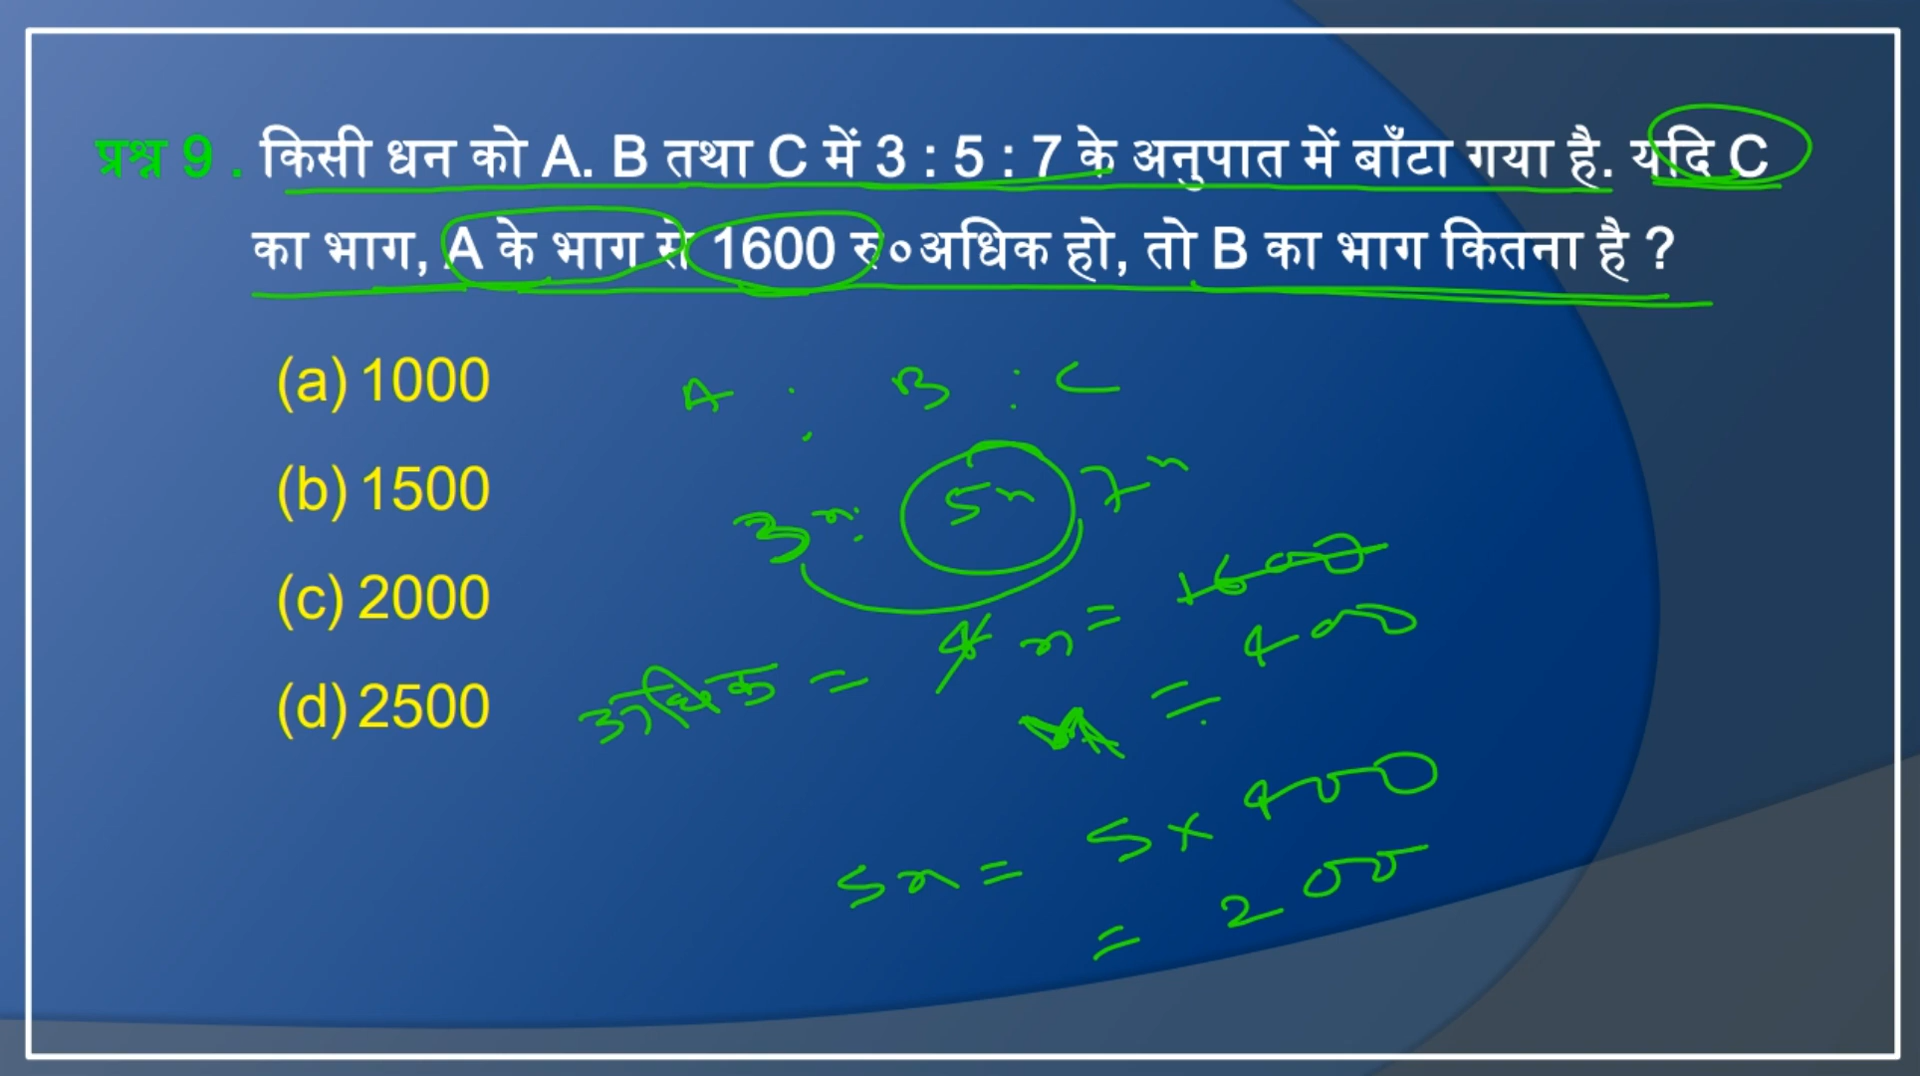 प्रश्न 9 . किसी धन को A. B तथा C में 3 : 5 : 7 के अनुपात में बाँटा गया है. यदि C
का भाग, A के भाग से 1600 रु०अधिक हो, तो B का भाग कितना है ?
(a) 1000
(b) 1500
(c) 2000
(d) 2500
A : B : C
3x : 5x 7x
अधिक = 4x = 1600
x = 400
5x = 5 x 400
= 2000